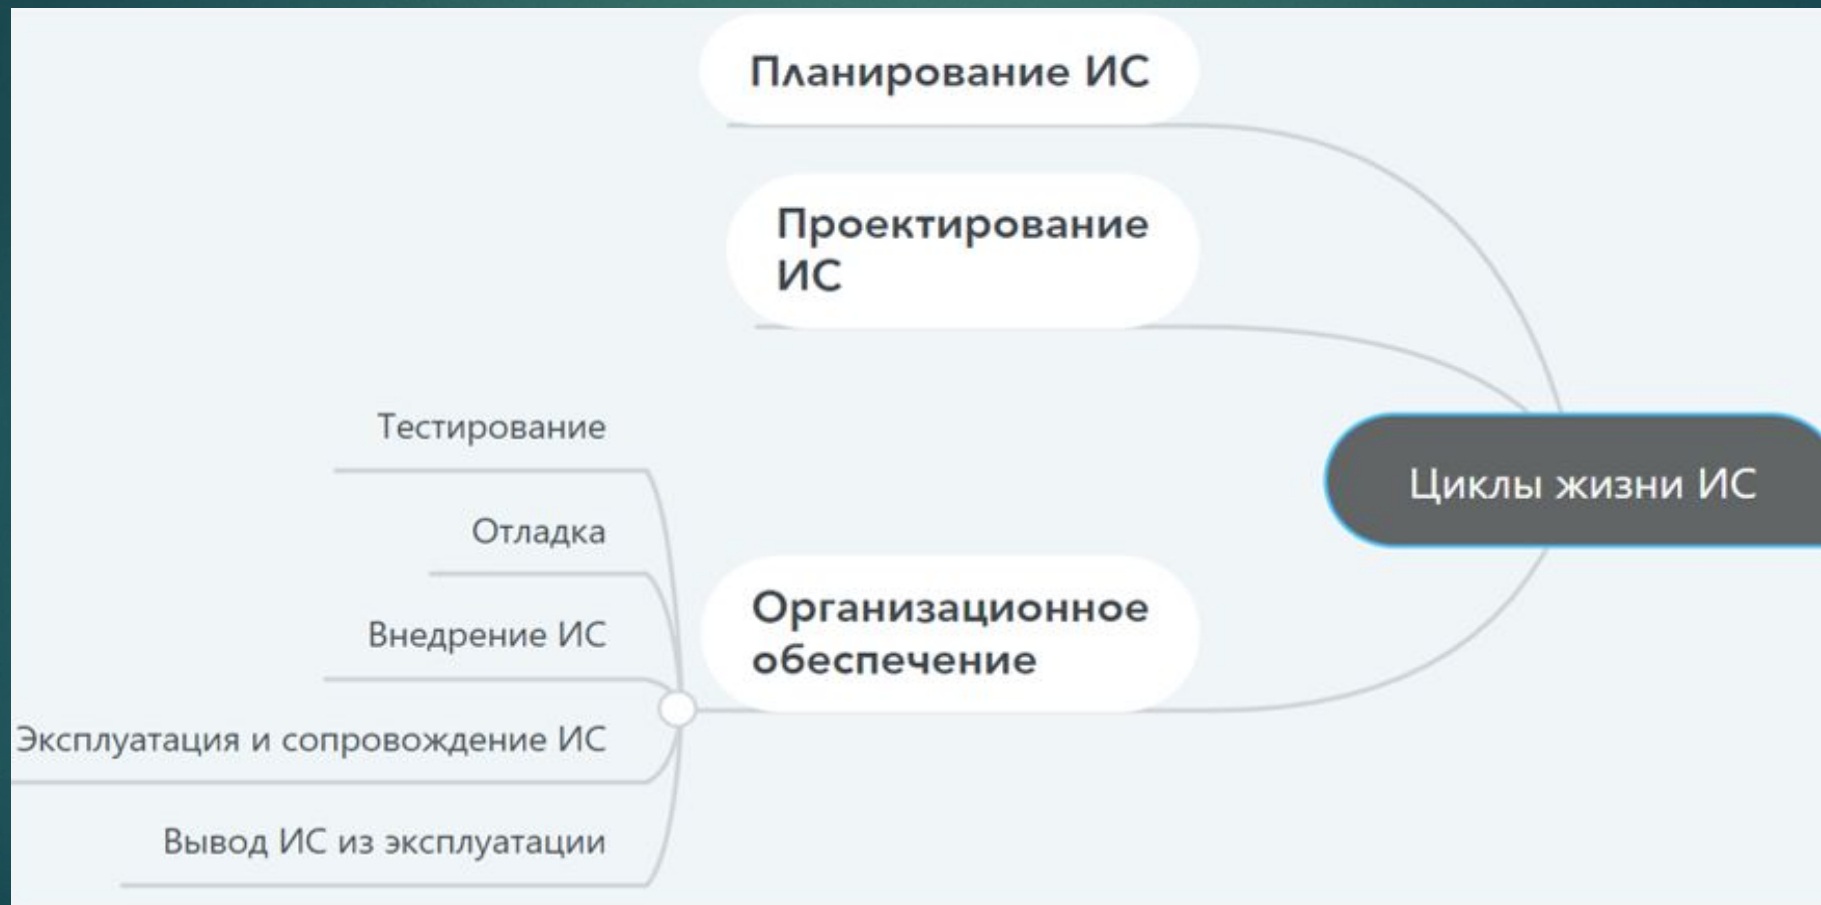 Планирование ИС
Проектирование
ИС
Циклы жизни ИС
Организационное
обеспечение
Тестирование
Отладка
Внедрение ИС
Эксплуатация и сопровождение ИС
Вывод ИС из эксплуатации